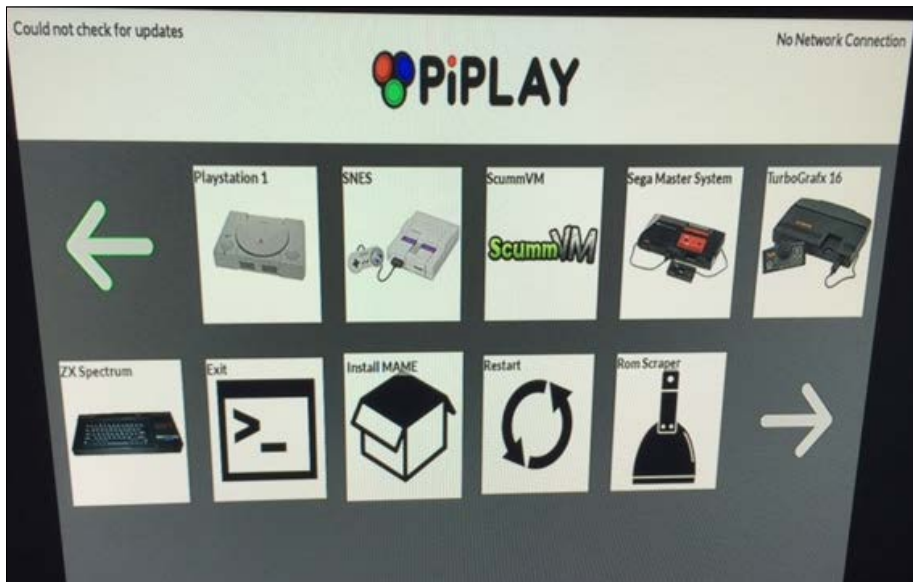 Could not check for updates
No Network Connection
PiPLAY
Playstation 1
SNES
ScummVM
Sega Master System
TurboGrafx 16
ScummVM
ZX Spectrum
Exit
Install MAME
Restart
Rom Scraper
>_